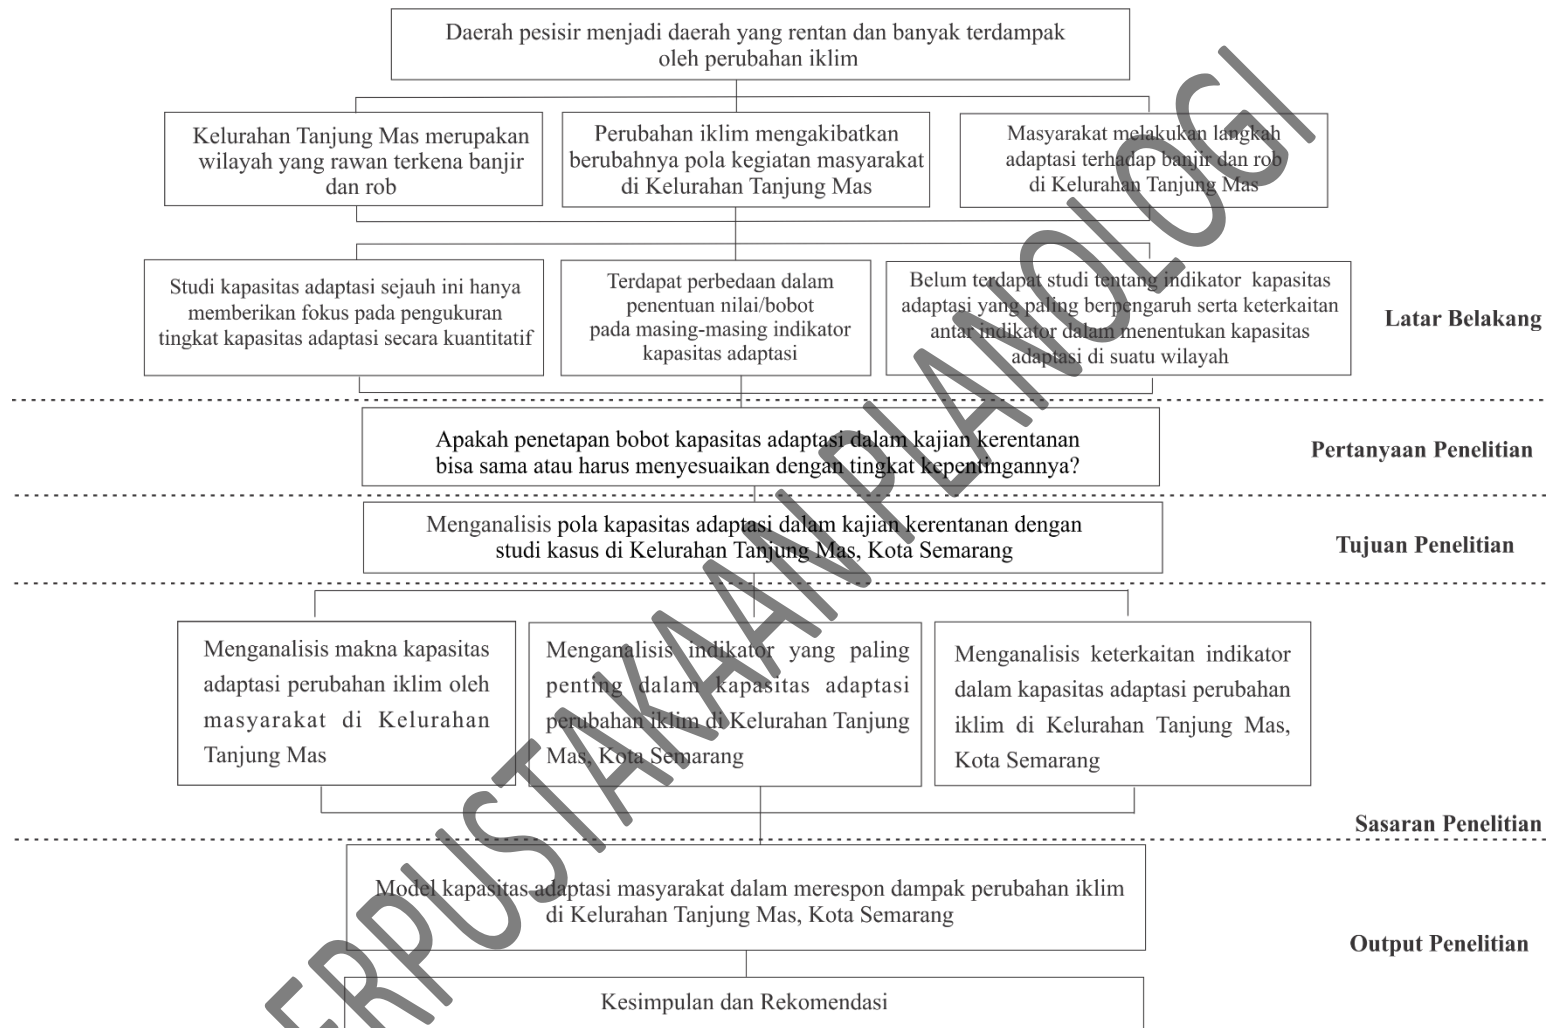 Daerah pesisir menjadi daerah yang rentan dan banyak terdampak
oleh perubahan iklim
Kelurahan Tanjung Mas merupakan
wilayah yang rawan terkena banjir
dan rob
Perubahan iklim mengakibatkan
berubahnya pola kegiatan masyarakat
di Kelurahan Tanjung Mas
Masyarakat melakukan langkah
adaptasi terhadap banjir dan rob
di Kelurahan Tanjung Mas
Studi kapasitas adaptasi sejauh ini hanya
memberikan fokus pada pengukuran
tingkat kapasitas adaptasi secara kuantitatif
Terdapat perbedaan dalam
penentuan nilai/bobot
pada masing-masing indikator
kapasitas adaptasi
Belum terdapat studi tentang indikator kapasitas
adaptasi yang paling berpengaruh serta keterkaitan
antar indikator dalam menentukan kapasitas
adaptasi di suatu wilayah
Latar Belakang
Apakah penetapan bobot kapasitas adaptasi dalam kajian kerentanan
bisa sama atau harus menyesuaikan dengan tingkat kepentingannya?
Pertanyaan Penelitian
Menganalisis pola kapasitas adaptasi dalam kajian kerentanan dengan
studi kasus di Kelurahan Tanjung Mas, Kota Semarang
Tujuan Penelitian
Menganalisis makna kapasitas
adaptasi perubahan iklim oleh
masyarakat di Kelurahan
Tanjung Mas
Menganalisis indikator yang paling
penting dalam kapasitas adaptasi
perubahan iklim di Kelurahan Tanjung
Mas, Kota Semarang
Menganalisis keterkaitan indikator
dalam kapasitas adaptasi perubahan
iklim di Kelurahan Tanjung Mas,
Kota Semarang
Sasaran Penelitian
Model kapasitas adaptasi masyarakat dalam merespon dampak perubahan iklim
di Kelurahan Tanjung Mas, Kota Semarang
Output Penelitian
Kesimpulan dan Rekomendasi
ERPUSTAKAAN PLANOLOGI